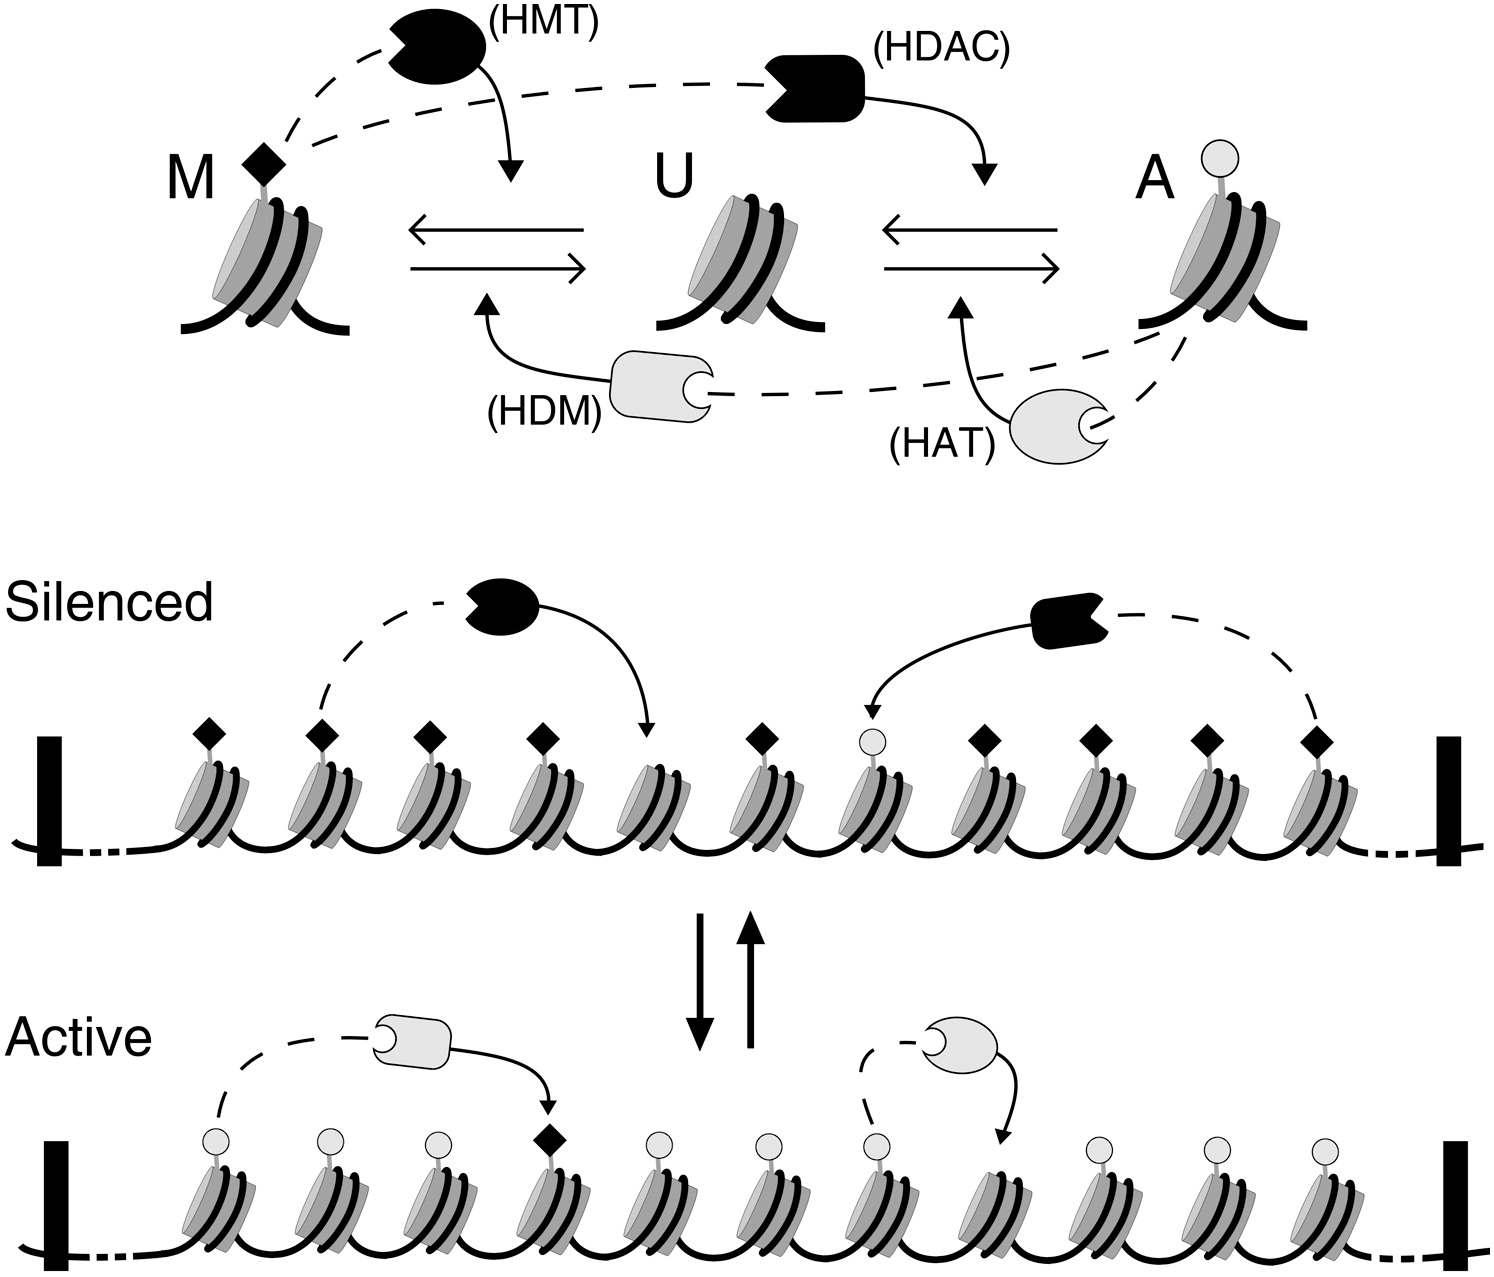 (HMT)
(HDAC)
M
U
A
(HDM)
(HAT)
Silenced
Active